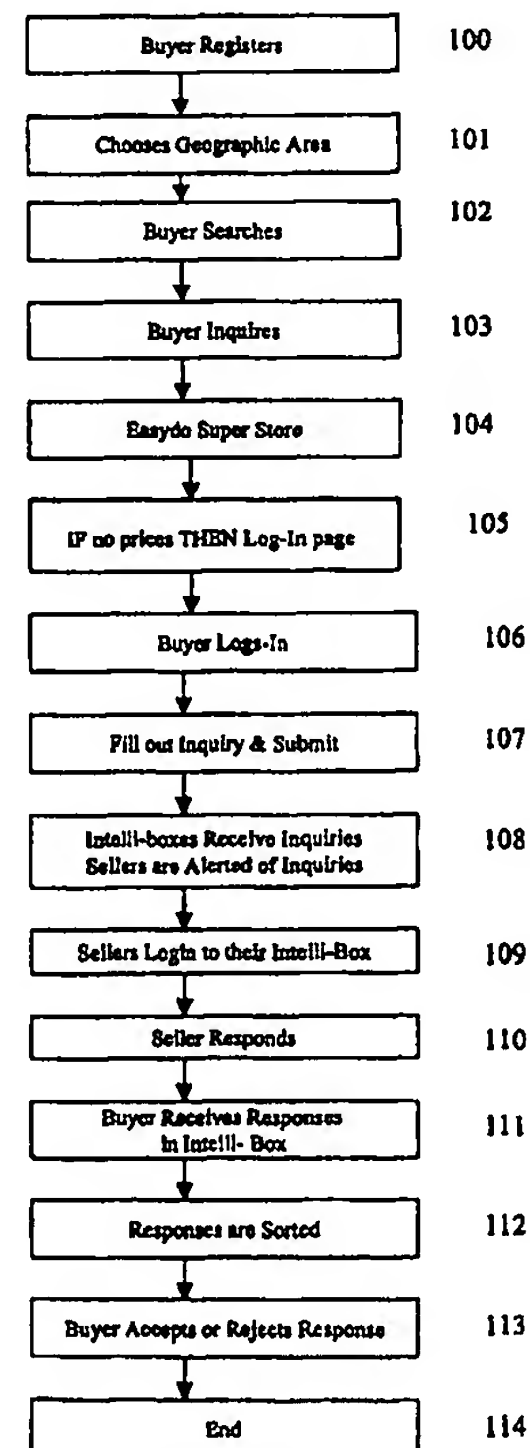 Buyer Registers 100
Chooses Geographic Area 101
Buyer Searches 102
Buyer Inquires 103
Easydo Super Store 104
IF no prices THEN Log-In page 105
Buyer Logs-In 106
Fill out Inquiry & Submit 107
Intelli-boxes Receive Inquiries 108
Sellers are Alerted of Inquiries
Sellers Login to their Intelli-Box 109
Seller Responds 110
Buyer Receives Responses 111
in Intelli- Box
Responses are Sorted 112
Buyer Accepts or Rejects Response 113
End 114